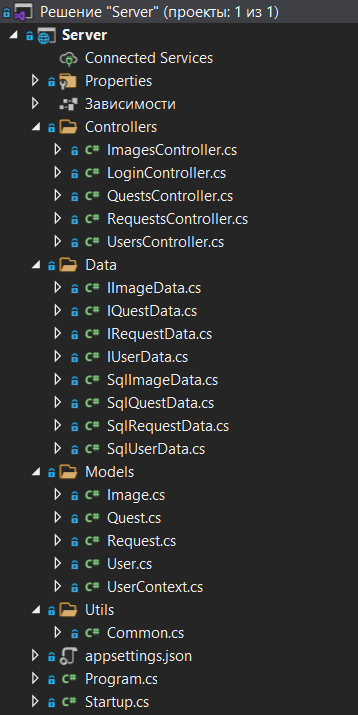 Решение "Server" (проекты: 1 из 1)
Server
Connected Services
Properties
Зависимости
Controllers
C# ImagesController.cs
C# LoginController.cs
C# QuestsController.cs
C# RequestsController.cs
C# UsersController.cs
Data
C# IImageData.cs
C# IQuestData.cs
C# IRequestData.cs
C# IUserData.cs
C# SqlImageData.cs
C# SqlQuestData.cs
C# SqlRequestData.cs
C# SqlUserData.cs
Models
C# Image.cs
C# Quest.cs
C# Request.cs
C# User.cs
C# UserContext.cs
Utils
C# Common.cs
appsettings.json
C# Program.cs
C# Startup.cs